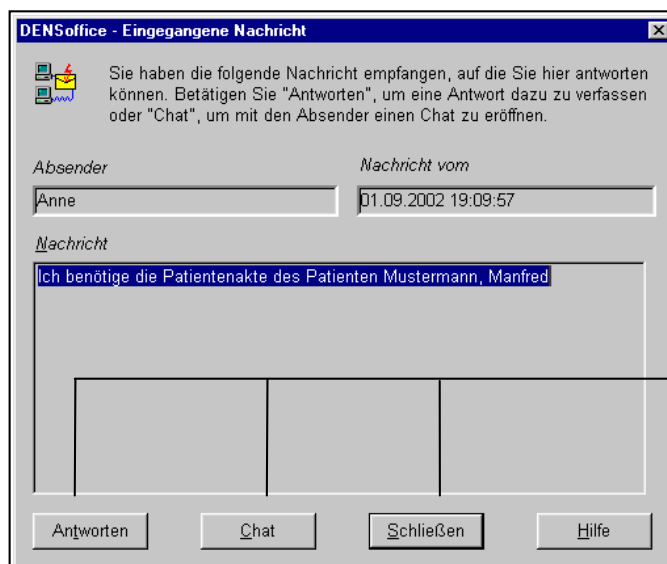 DENSoffice - Eingegangene Nachricht
Sie haben die folgende Nachricht empfangen, auf die Sie hier antworten
können. Betätigen Sie "Antworten", um eine Antwort dazu zu verfassen
oder "Chat", um mit den Absender einen Chat zu eröffnen.
Absender
Nachricht vom
Anne
01.09.2002 19:09:57
Nachricht
Ich benötige die Patientenakte des Patienten Mustermann, Manfred
Antworten
Chat
Schließen
Hilfe